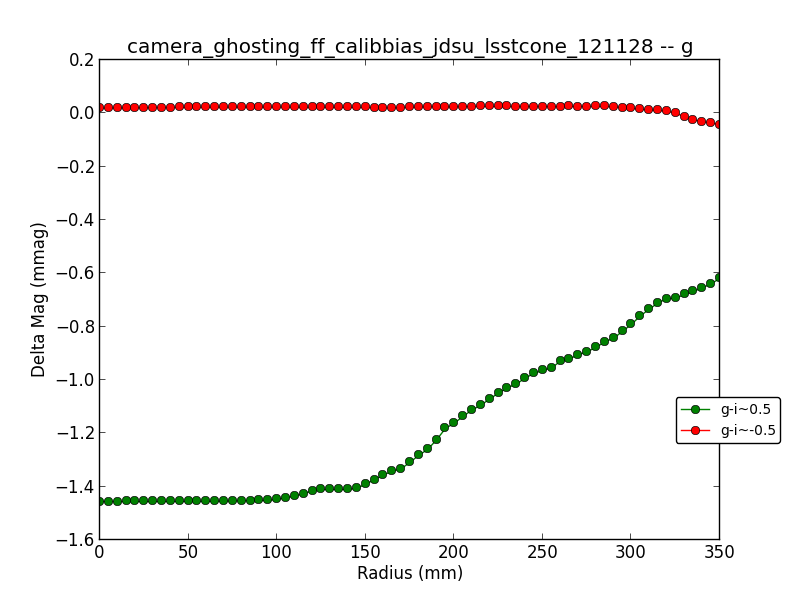 camera_ghosting_ff_calibbias_jdsu_lsstcone_121128 -- g
0.2
0.0
−0.2
−0.4
−0.6
−0.8
−1.0
−1.2
−1.4
−1.6
Delta Mag (mmag)
g-i~0.5
g-i~-0.5
0 50 100 150 200 250 300 350
Radius (mm)